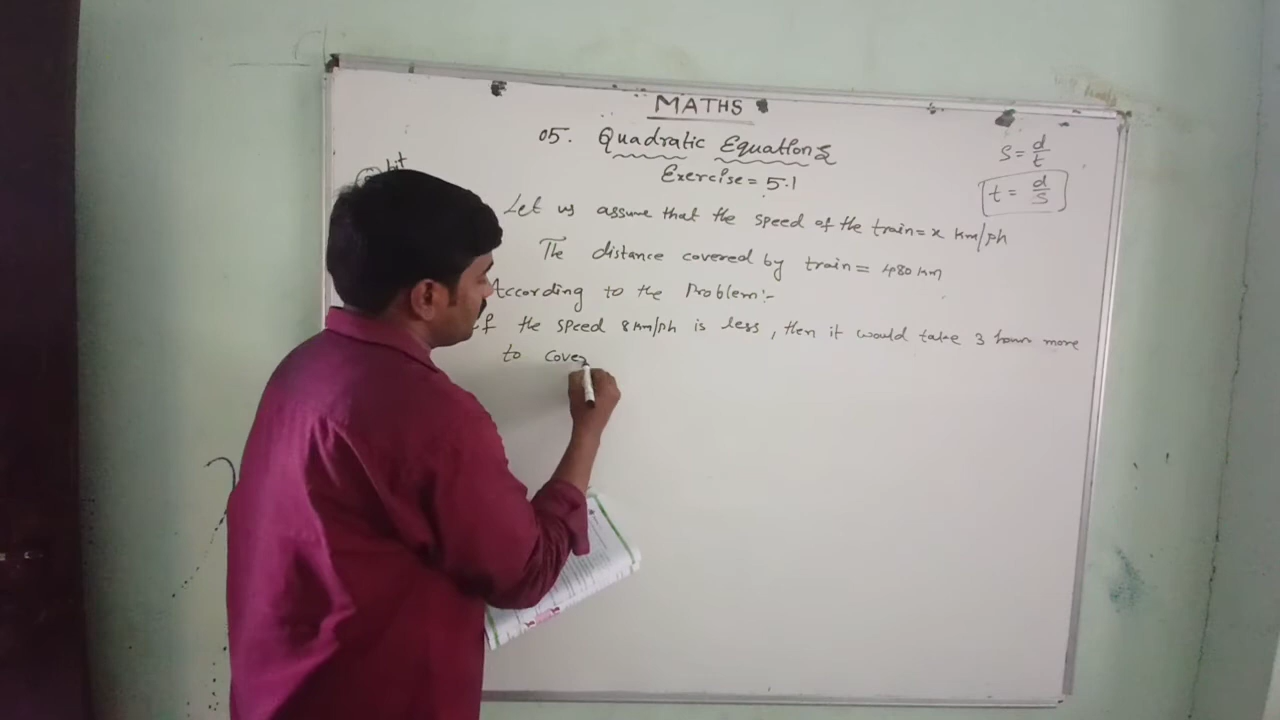 MATHS
05. Quadratic Equations
Exercise = 5.1
S = d/t
t = d/s
bit
Let us assume that the speed of the train = x km/ph
The distance covered by train = 480 km
According to the Problem:-
If the speed 8 km/ph is less, then it would take 3 hours more
to cove